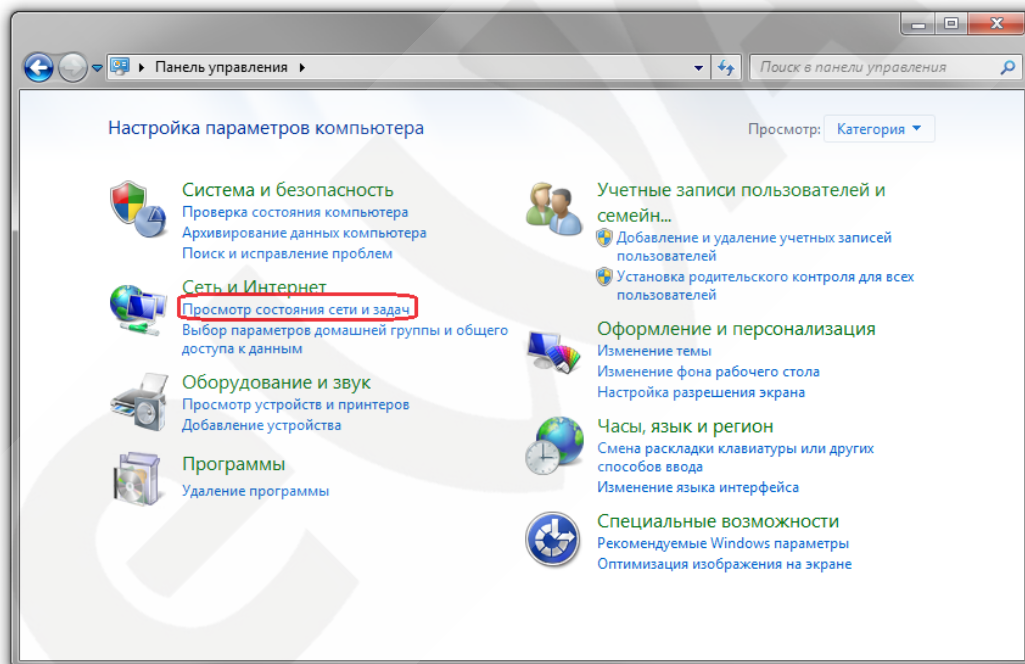 Панель управления
Поиск в панели управления
Настройка параметров компьютера
Просмотр: Категория
Система и безопасность
Проверка состояния компьютера
Архивирование данных компьютера
Поиск и исправление проблем
Сеть и Интернет
Просмотр состояния сети и задач
Выбор параметров домашней группы и общего
доступа к данным
Оборудование и звук
Просмотр устройств и принтеров
Добавление устройства
Программы
Удаление программы
Учетные записи пользователей и
семейн...
Добавление и удаление учетных записей
пользователей
Установка родительского контроля для всех
пользователей
Оформление и персонализация
Изменение темы
Изменение фона рабочего стола
Настройка разрешения экрана
Часы, язык и регион
Смена раскладки клавиатуры или других
способов ввода
Изменение языка интерфейса
Специальные возможности
Рекомендуемые Windows параметры
Оптимизация изображения на экране